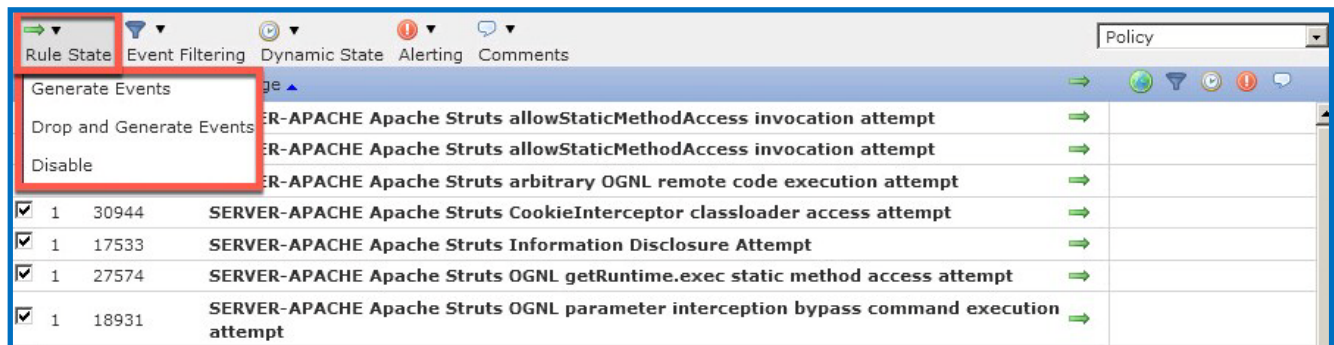 Rule State Event Filtering Dynamic State Alerting Comments
Policy
Generate Events
Drop and Generate Events
Disable
ge
ER-APACHE Apache Struts allowStaticMethodAccess invocation attempt
ER-APACHE Apache Struts allowStaticMethodAccess invocation attempt
ER-APACHE Apache Struts arbitrary OGNL remote code execution attempt
1 30944 SERVER-APACHE Apache Struts CookieInterceptor classloader access attempt
1 17533 SERVER-APACHE Apache Struts Information Disclosure Attempt
1 27574 SERVER-APACHE Apache Struts OGNL getRuntime.exec static method access attempt
1 18931 SERVER-APACHE Apache Struts OGNL parameter interception bypass command execution
attempt